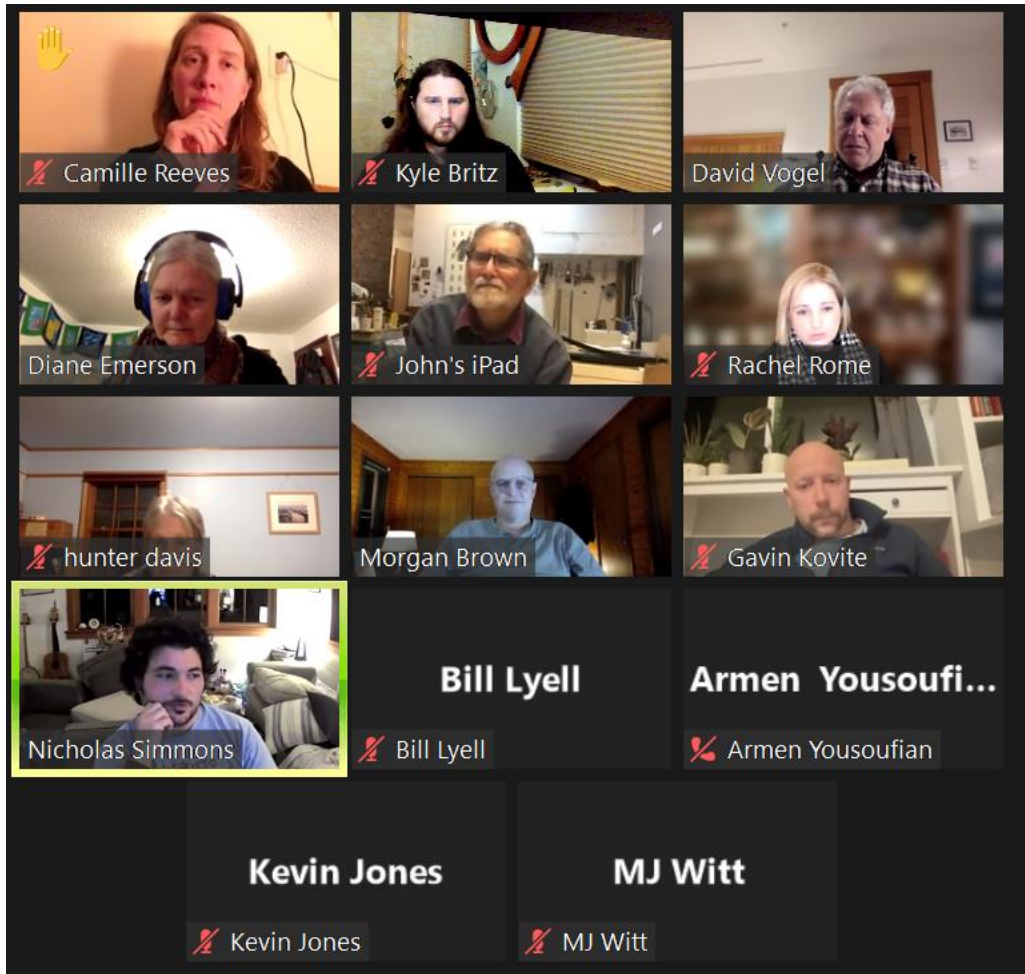 Camille Reeves
Kyle Britz
David Vogel
Diane Emerson
John's iPad
Rachel Rome
hunter davis
Morgan Brown
Gavin Kovite
Nicholas Simmons
Bill Lyell
Bill Lyell
Armen Yousoufi...
Armen Yousoufian
Kevin Jones
Kevin Jones
MJ Witt
MJ Witt